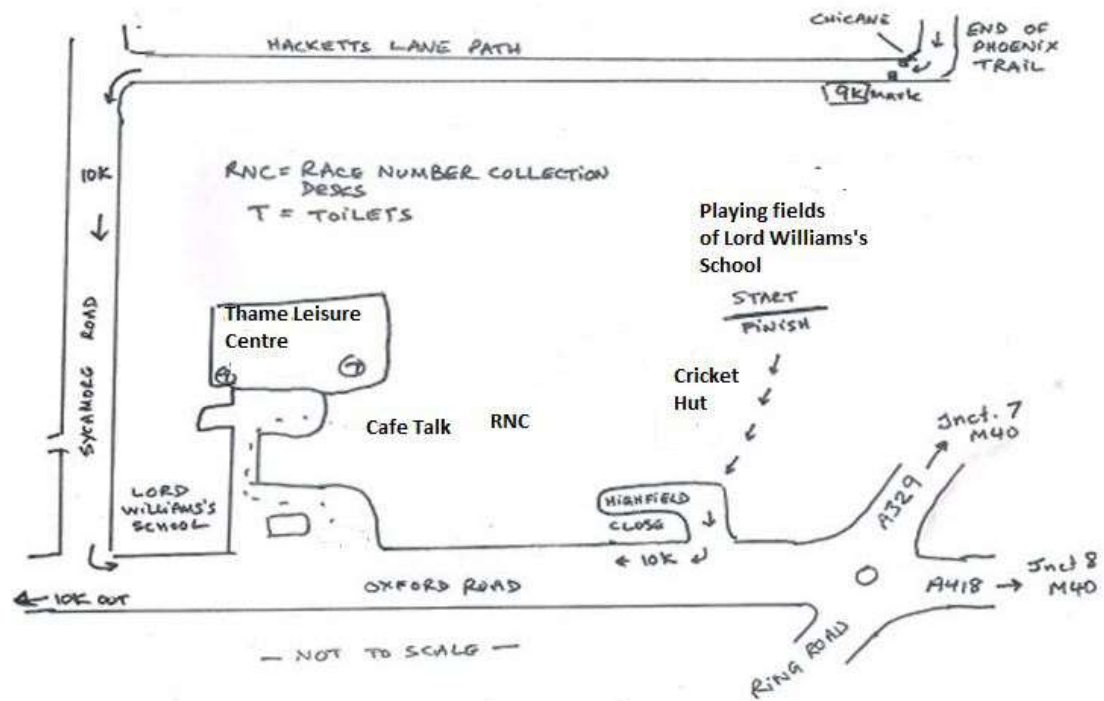 CHICANE
END OF
PHOENIX
TRAIL
HACKETTS LANE PATH
9K Mark
10K
RNC = RACE NUMBER COLLECTION
DESKS
T = TOILETS
Playing fields
of Lord Williams's
School
START
FINISH
Thame Leisure
Centre
T
SYCAMORE ROAD
Cricket
Hut
Cafe Talk
RNC
Jnct. 7
M40
A329
LORD
WILLIAMS'S
SCHOOL
HIGHFIELD
CLOSE
← 10K
OXFORD ROAD
← 10K OUT
A418 → Jnct 8
M40
RING ROAD
— NOT TO SCALE —